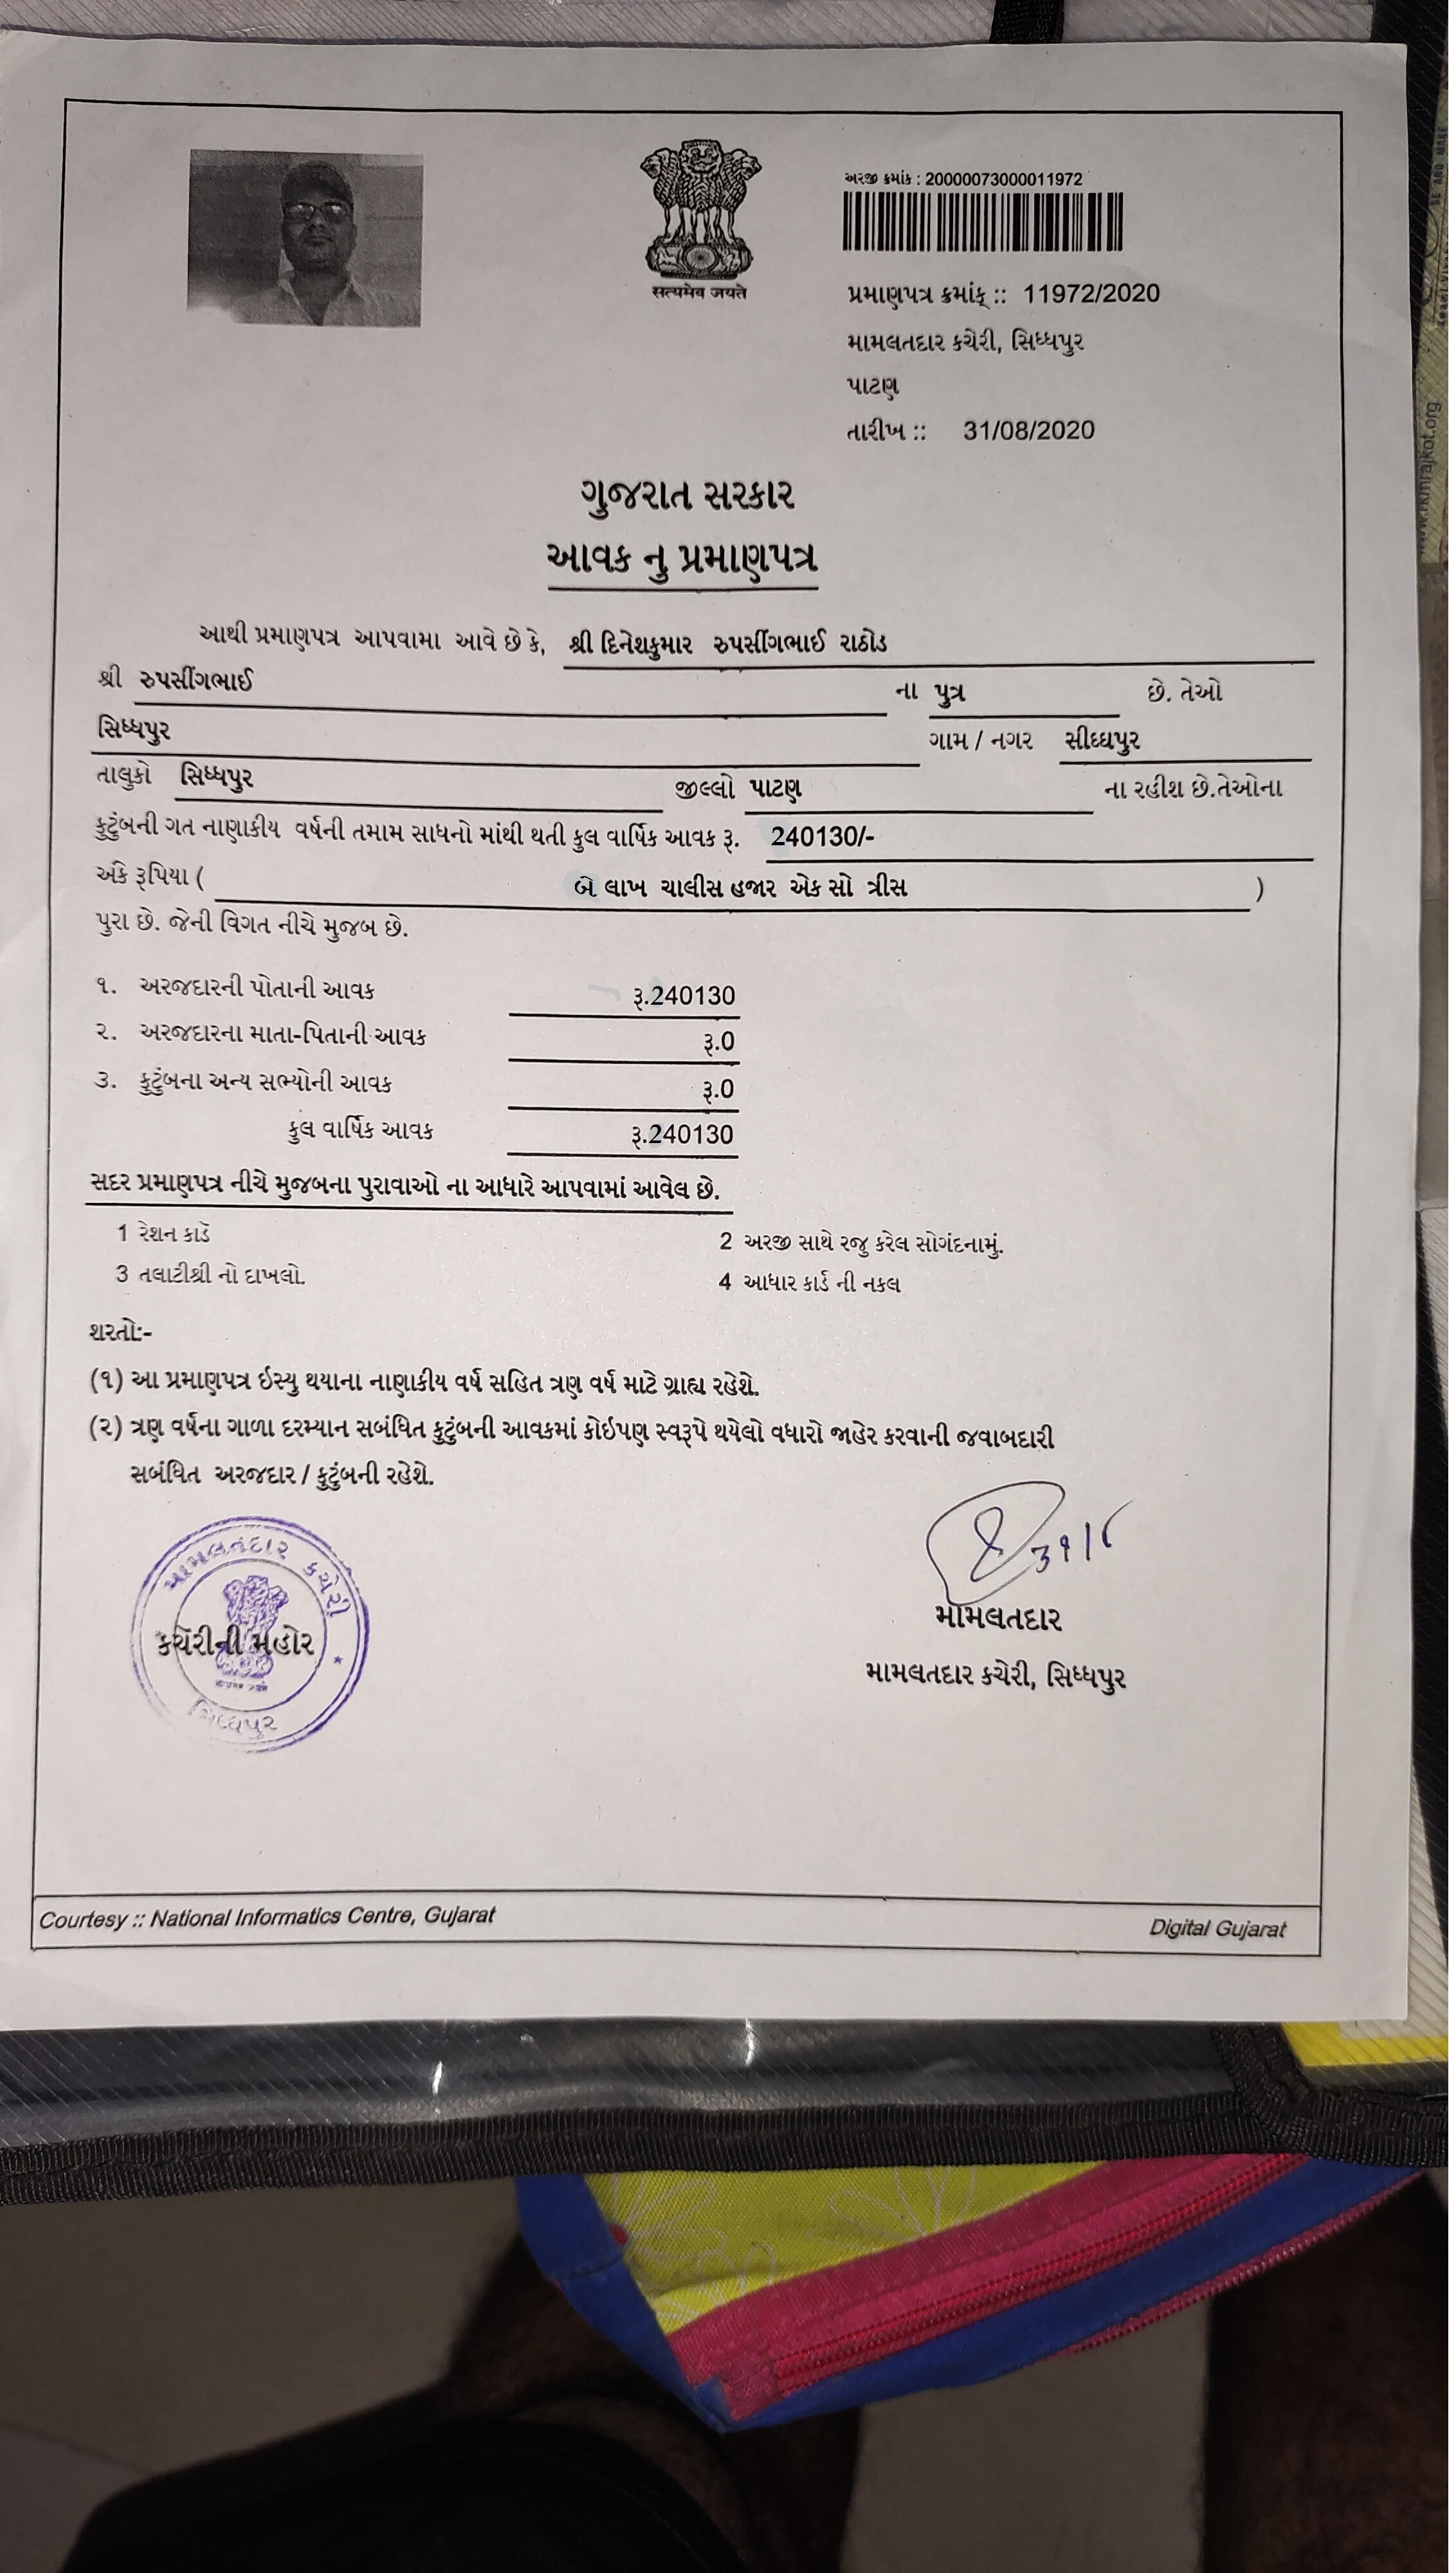 અરજી ક્રમાંક : 20000073000011972
सत्यमेव जयते
પ્રમાણપત્ર ક્રમાંક્ :: 11972/2020
મામલતદાર કચેરી, સિધ્ધપુર
પાટણ
તારીખ :: 31/08/2020
ગુજરાત સરકાર
આવક નુ પ્રમાણપત્ર
આથી પ્રમાણપત્ર આપવામા આવે છે કે, શ્રી દિનેશકુમાર રુપસીંગભાઈ રાઠોડ
શ્રી રુપસીંગભાઈ ના પુત્ર છે. તેઓ
સિધ્ધપુર ગામ / નગર સીધ્ધપુર
તાલુકો સિધ્ધપુર જીલ્લો પાટણ ના રહીશ છે.તેઓના
કુટુંબની ગત નાણાકીય વર્ષની તમામ સાધનો માંથી થતી કુલ વાર્ષિક આવક રૂ. 240130/-
અંકે રૂપિયા ( બે લાખ ચાલીસ હજાર એક સો ત્રીસ )
પુરા છે. જેની વિગત નીચે મુજબ છે.
૧. અરજદારની પોતાની આવક રૂ.240130
૨. અરજદારના માતા-પિતાની આવક રૂ.0
૩. કુટુંબના અન્ય સભ્યોની આવક રૂ.0
કુલ વાર્ષિક આવક રૂ.240130
સદર પ્રમાણપત્ર નીચે મુજબના પુરાવાઓ ના આધારે આપવામાં આવેલ છે.
1 રેશન કાર્ડ 2 અરજી સાથે રજુ કરેલ સોગંદનામું.
3 તલાટીશ્રી નો દાખલો. 4 આધાર કાર્ડ ની નકલ
શરતો:-
(૧) આ પ્રમાણપત્ર ઇસ્યુ થયાના નાણાકીય વર્ષ સહિત ત્રણ વર્ષ માટે ગ્રાહ્ય રહેશે.
(૨) ત્રણ વર્ષના ગાળા દરમ્યાન સબંધિત કુટુંબની આવકમાં કોઇપણ સ્વરૂપે થયેલો વધારો જાહેર કરવાની જવાબદારી
સબંધિત અરજદાર / કુટુંબની રહેશે.
મામલતદાર કચેરી
કચેરીની મહોર
સિધ્ધપુર
મામલતદાર
મામલતદાર કચેરી, સિધ્ધપુર
Courtesy :: National Informatics Centre, Gujarat Digital Gujarat